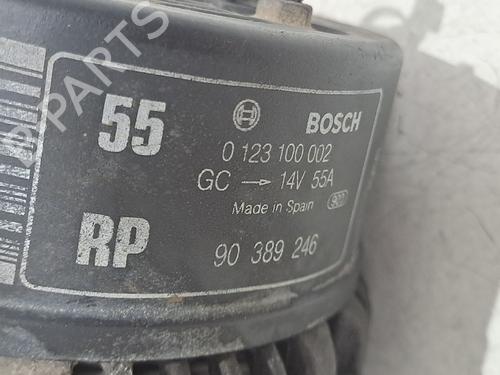 55
BOSCH
0 123 100 002
GC → 14V 55A
Made in Spain
RP
90 389 246
PARTS